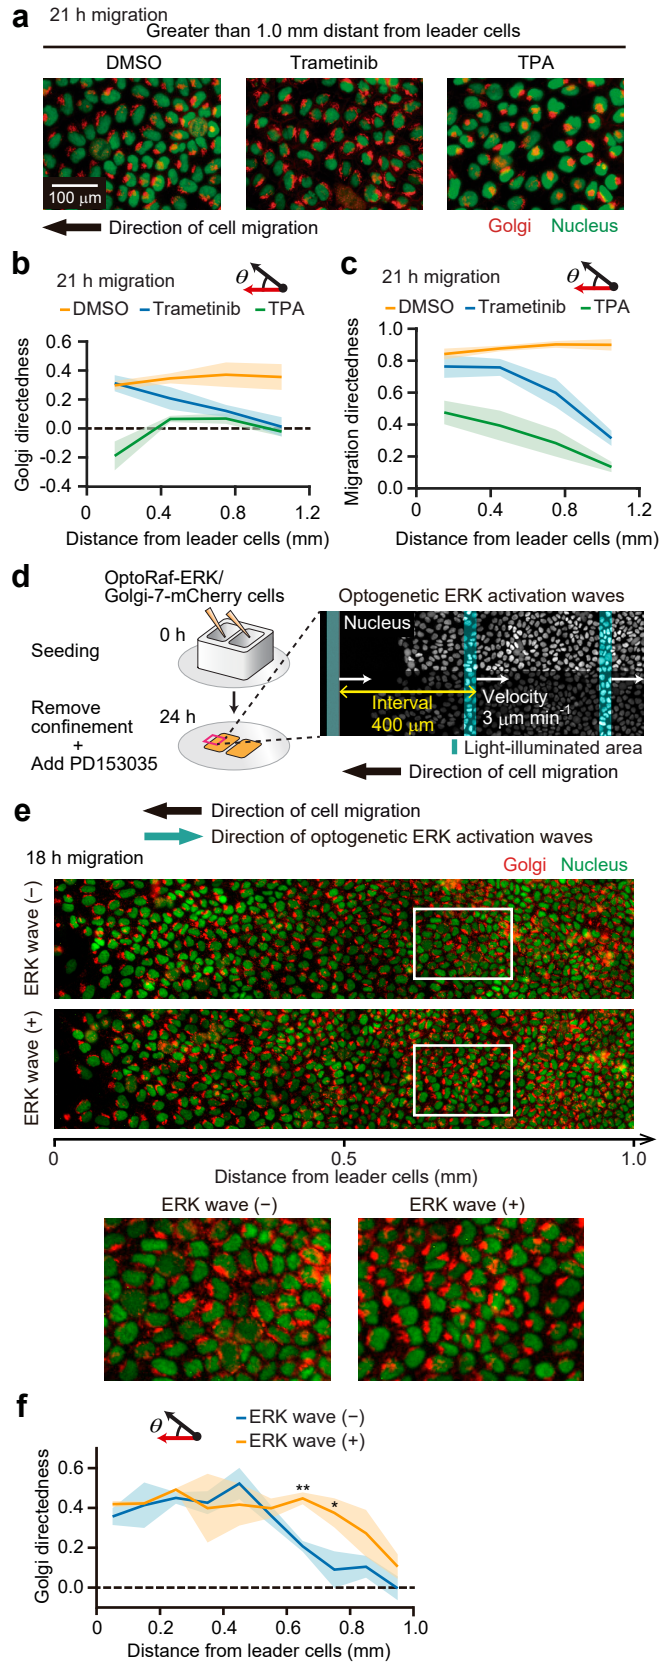 a
21 h migration
Greater than 1.0 mm distant from leader cells
DMSO Trametinib TPA
100 μm
Direction of cell migration Golgi Nucleus
b
21 h migration
θ
DMSO Trametinib TPA
Golgi directedness
0.6
0.4
0.2
0.0
-0.2
-0.4
0 0.4 0.8 1.2
Distance from leader cells (mm)
c
21 h migration
θ
DMSO Trametinib TPA
Migration directedness
1.0
0.8
0.6
0.4
0.2
0
0 0.4 0.8 1.2
Distance from leader cells (mm)
d
OptoRaf-ERK/
Golgi-7-mCherry cells
Seeding
0 h
Remove
confinement
+
Add PD153035
24 h
Optogenetic ERK activation waves
Nucleus
Interval
400 μm
Velocity
3 μm min-1
Light-illuminated area
Direction of cell migration
e
Direction of cell migration
Direction of optogenetic ERK activation waves
18 h migration
Golgi Nucleus
ERK wave (−)
ERK wave (+)
0 0.5 1.0
Distance from leader cells (mm)
ERK wave (−) ERK wave (+)
f
θ
ERK wave (−)
ERK wave (+)
Golgi directedness
0.6
0.4
0.2
0.0
** *
0 0.2 0.4 0.6 0.8 1.0
Distance from leader cells (mm)